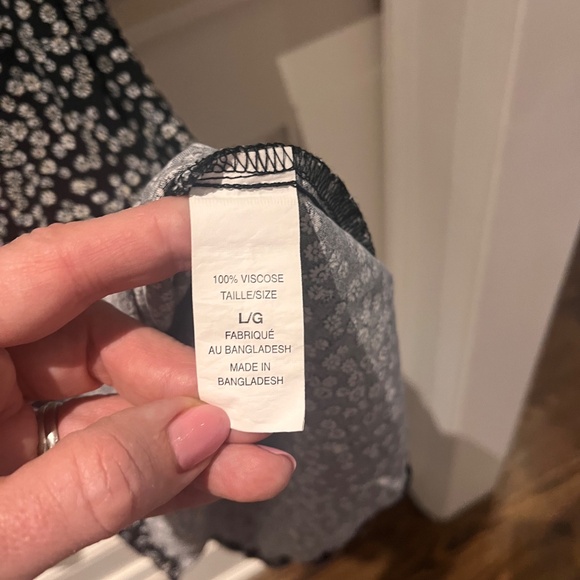 100% VISCOSE
TAILLE/SIZE
L/G
FABRIQUÉ
AU BANGLADESH
MADE IN
BANGLADESH